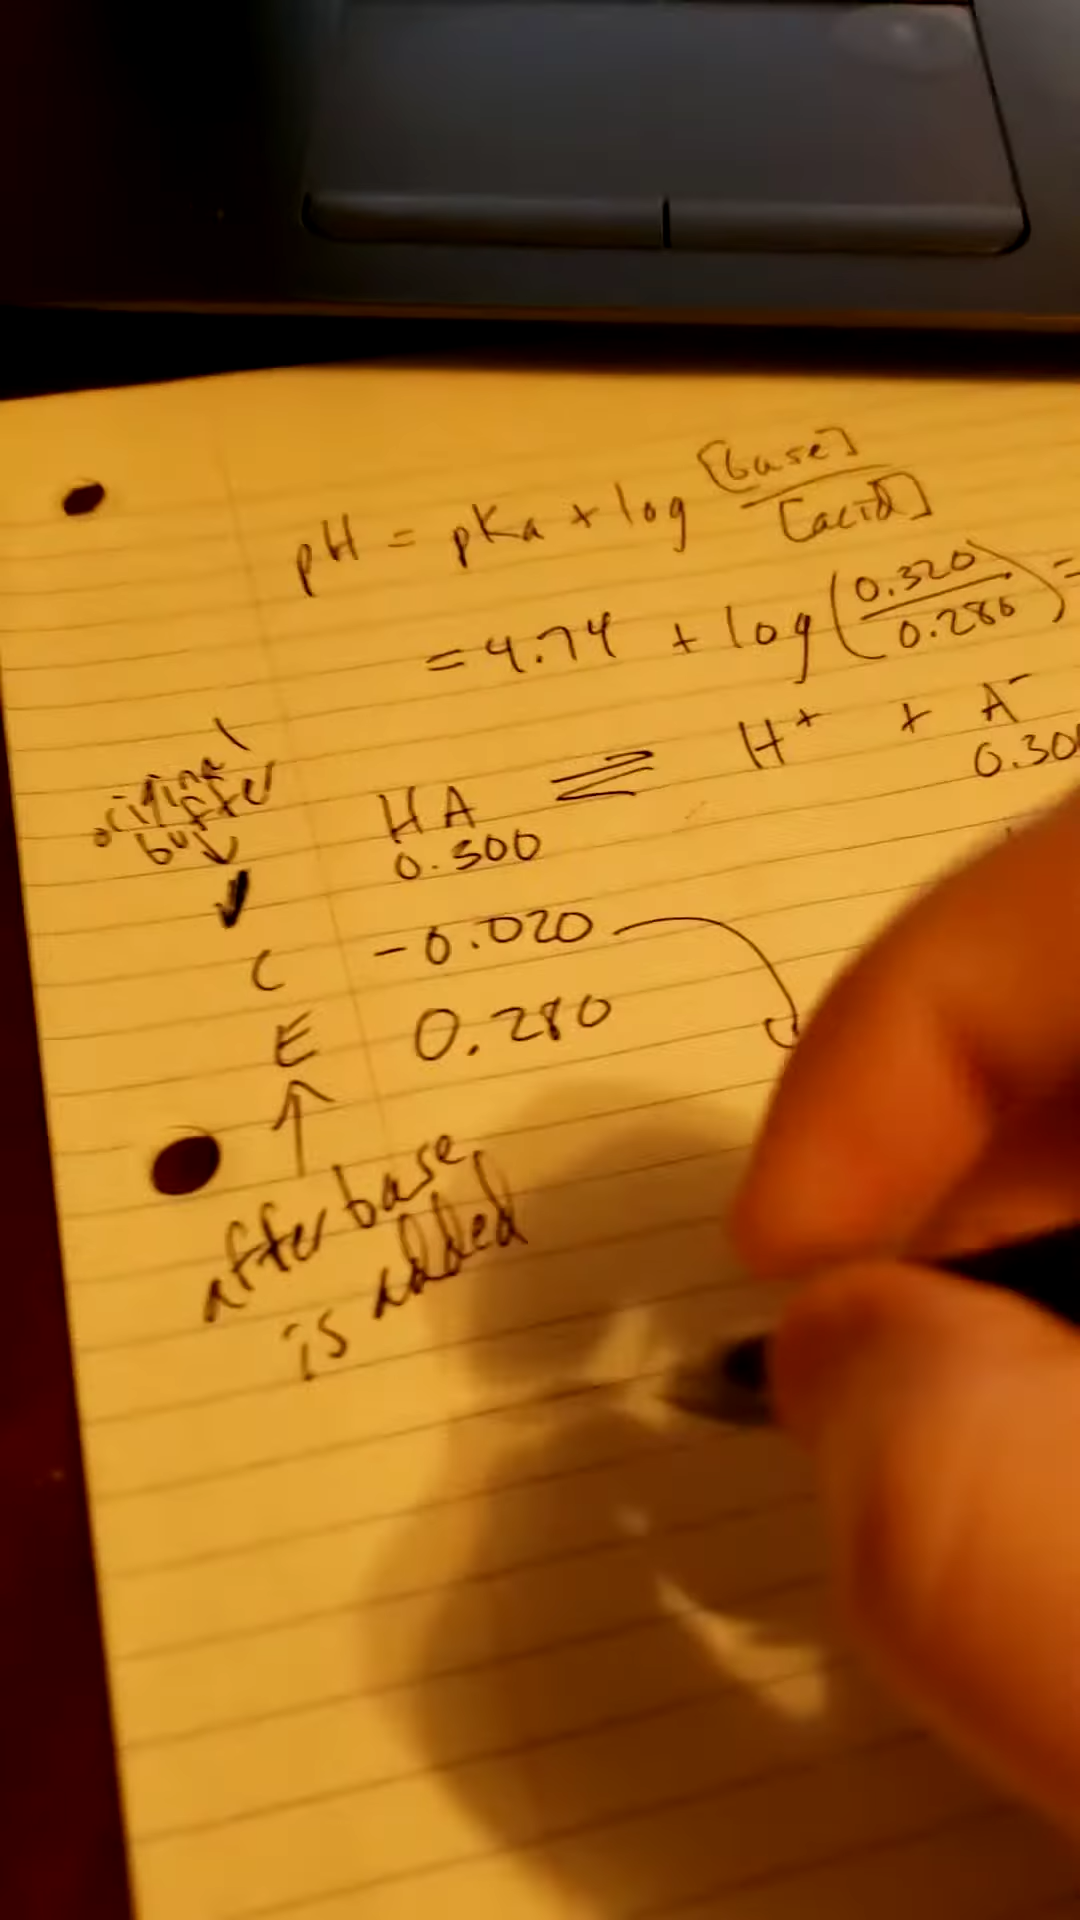 pH = pKa + log [base]/[acid]
= 4.74 + log (0.320/0.280) =
original
buffer
HA ⇌ H⁺ + A⁻
0.300 0.30
C -0.020
E 0.280
after base
is added